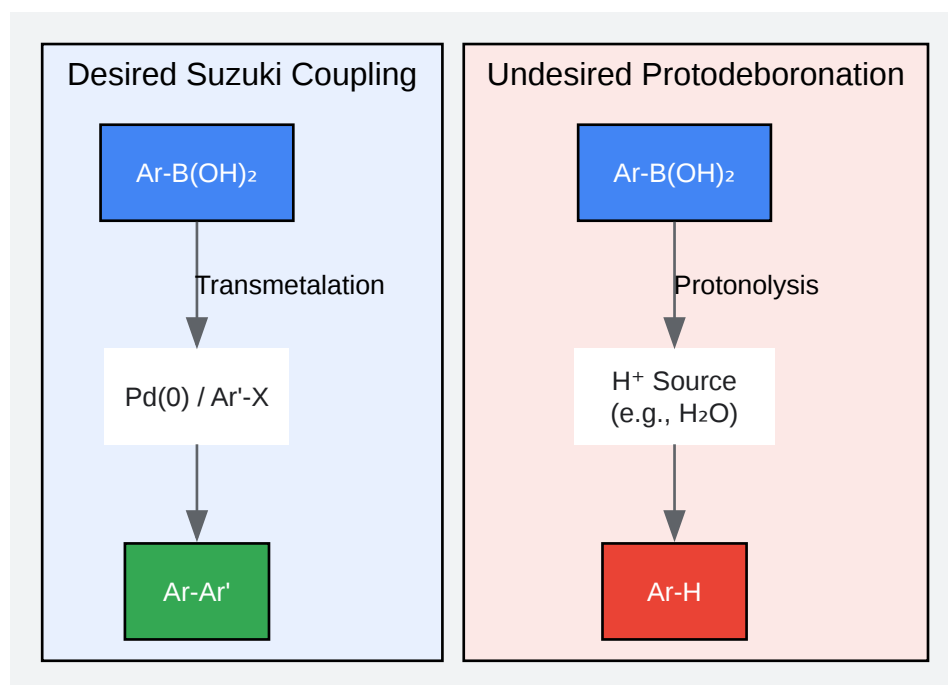 Desired Suzuki Coupling
Ar-B(OH)₂
Transmetalation
Pd(0) / Ar'-X
Ar-Ar'
Undesired Protodeboronation
Ar-B(OH)₂
Protonolysis
H⁺ Source
(e.g., H₂O)
Ar-H